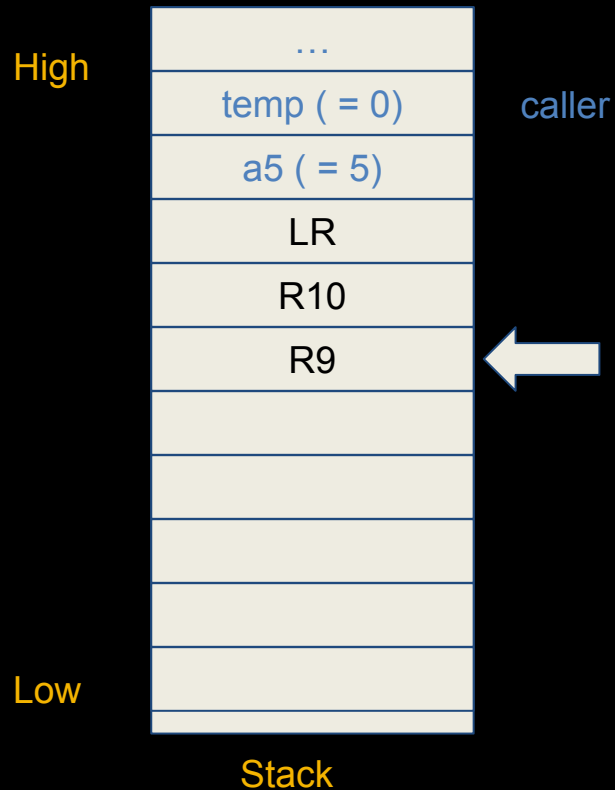 …
High
temp ( = 0)
caller
a5 ( = 5)
LR
R10
R9
Low
Stack